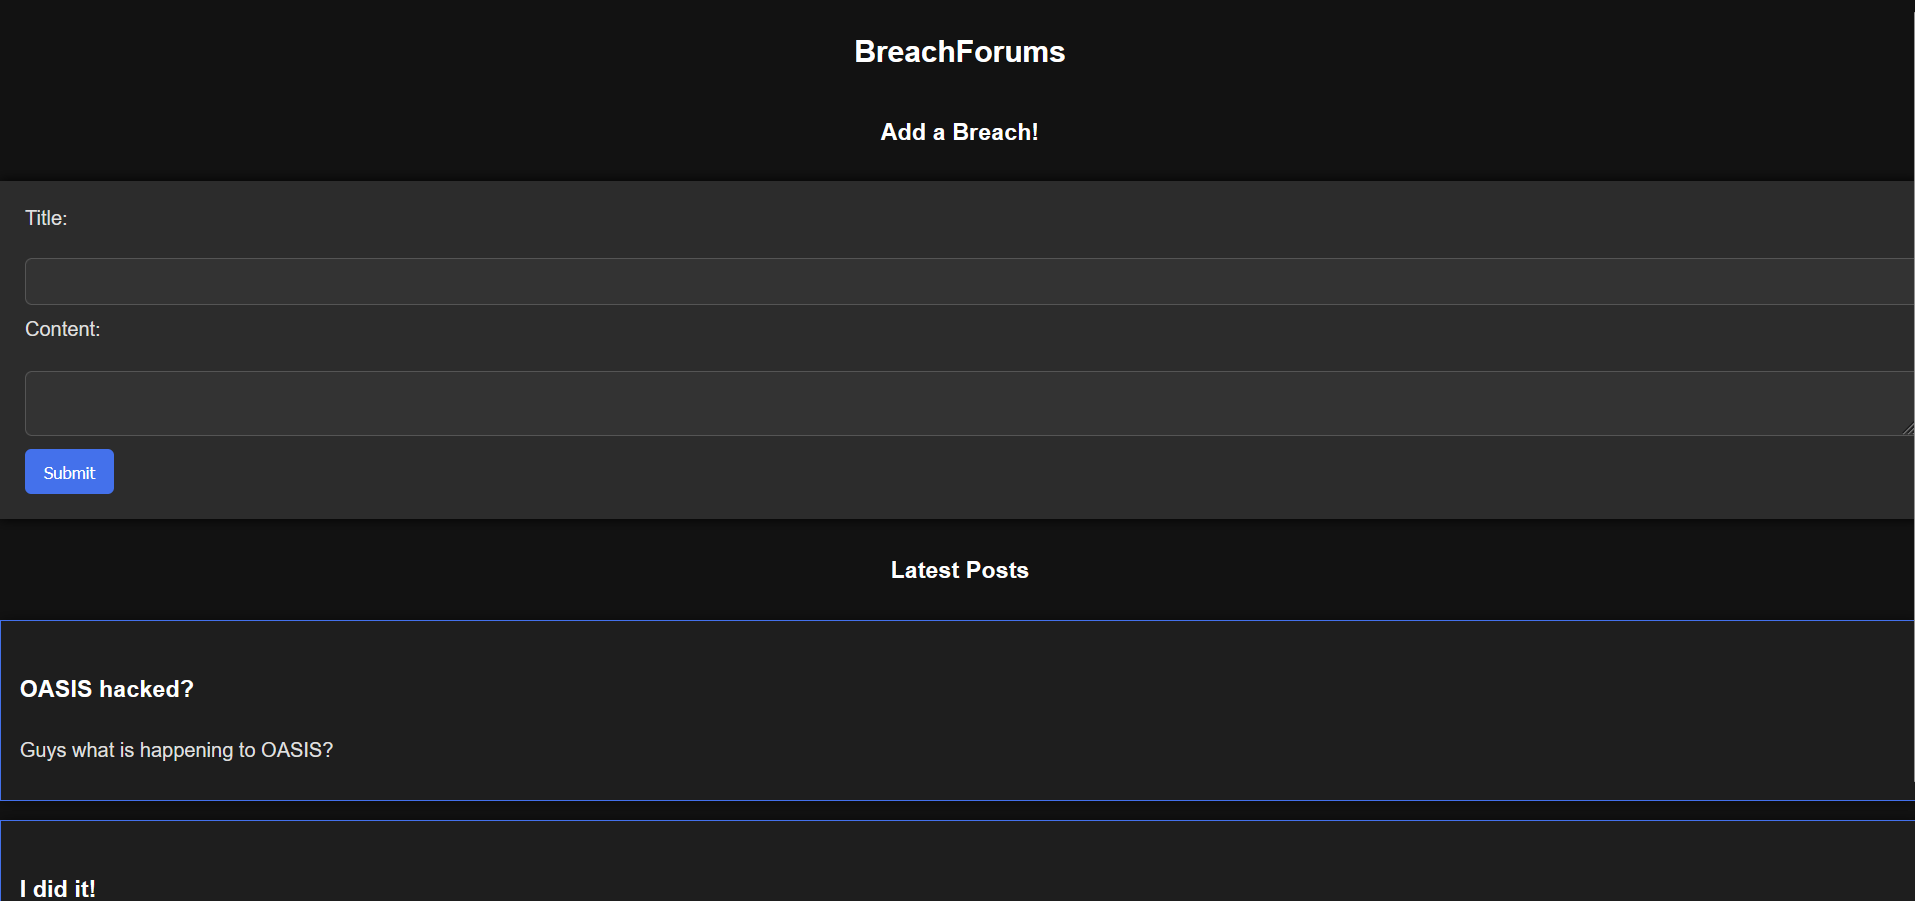 BreachForums
Add a Breach!
Title:
Content:
Submit
Latest Posts
OASIS hacked?
Guys what is happening to OASIS?
I did it!